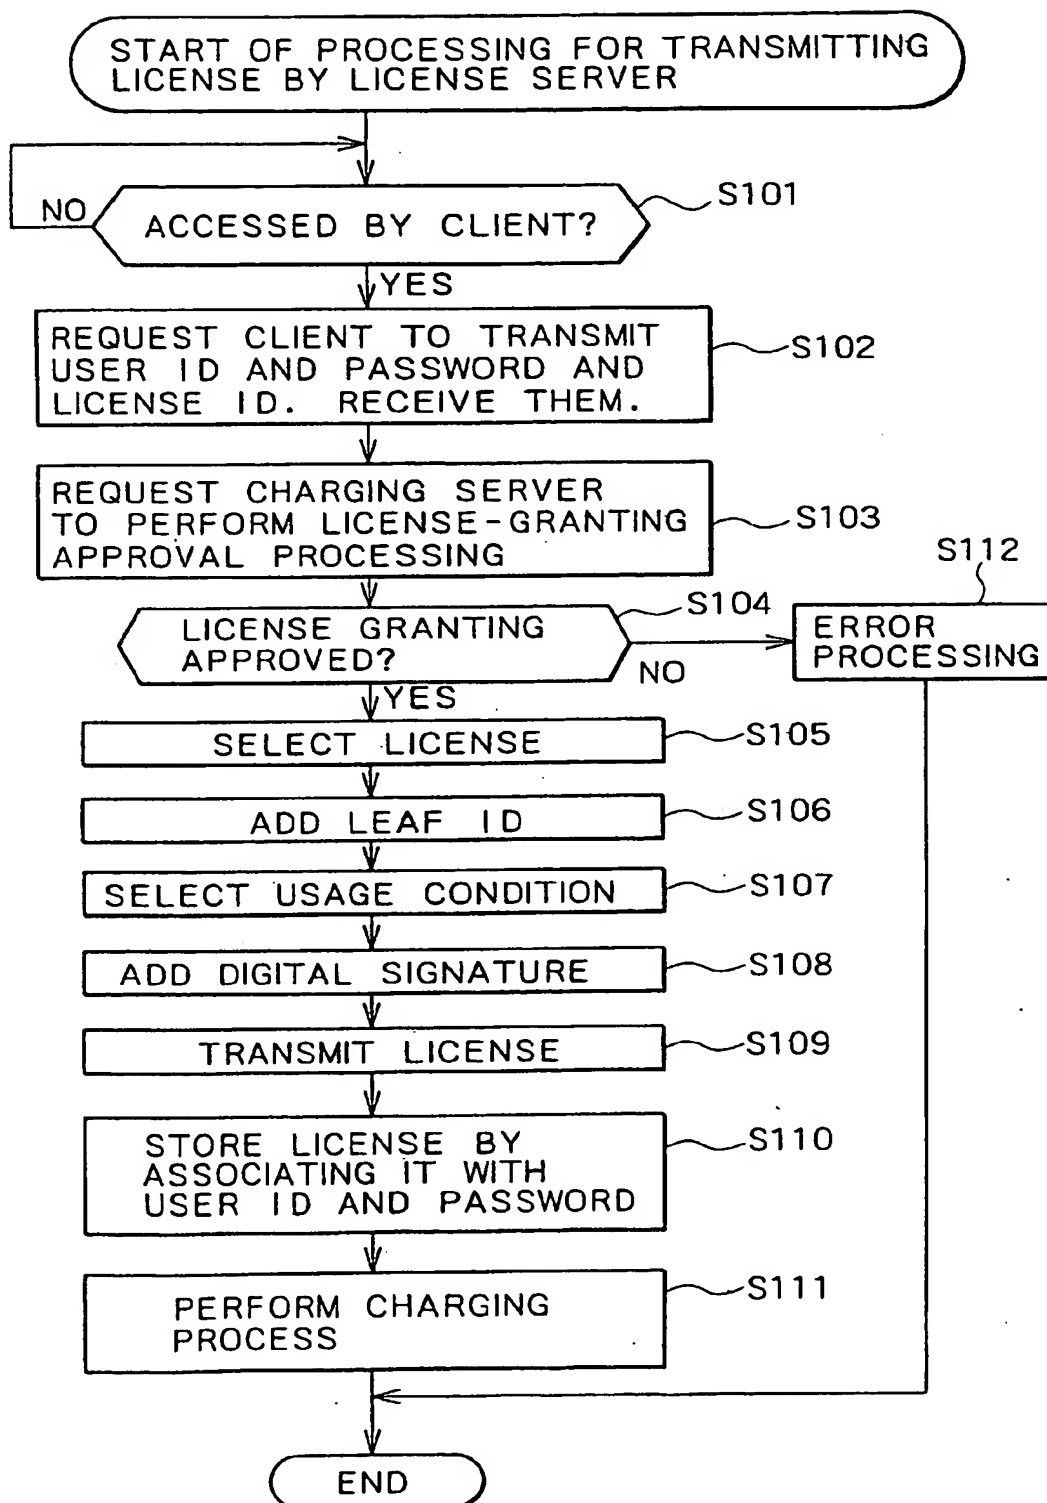 START OF PROCESSING FOR TRANSMITTING
LICENSE BY LICENSE SERVER
NO
ACCESSED BY CLIENT?
S101
YES
REQUEST CLIENT TO TRANSMIT
USER ID AND PASSWORD AND
LICENSE ID. RECEIVE THEM.
S102
REQUEST CHARGING SERVER
TO PERFORM LICENSE-GRANTING
APPROVAL PROCESSING
S103
S112
LICENSE GRANTING
APPROVED?
S104
NO
ERROR
PROCESSING
YES
SELECT LICENSE
S105
ADD LEAF ID
S106
SELECT USAGE CONDITION
S107
ADD DIGITAL SIGNATURE
S108
TRANSMIT LICENSE
S109
STORE LICENSE BY
ASSOCIATING IT WITH
USER ID AND PASSWORD
S110
PERFORM CHARGING
PROCESS
S111
END